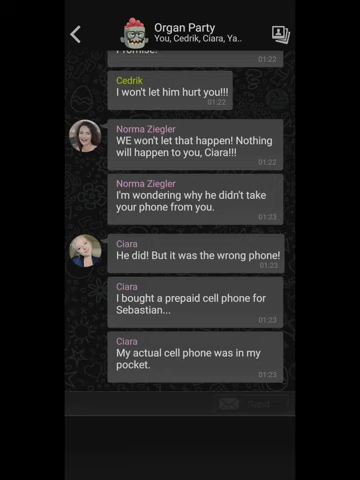 Organ Party
You, Cedrik, Ciara, Ya..
Promise!
01:22
Cedrik
I won't let him hurt you!!!
01:22
Norma Ziegler
WE won't let that happen! Nothing
will happen to you, Ciara!!!
01:22
Norma Ziegler
I'm wondering why he didn't take
your phone from you.
01:23
Ciara
He did! But it was the wrong phone!
01:23
Ciara
I bought a prepaid cell phone for
Sebastian...
01:23
Ciara
My actual cell phone was in my
pocket.
01:23
Send